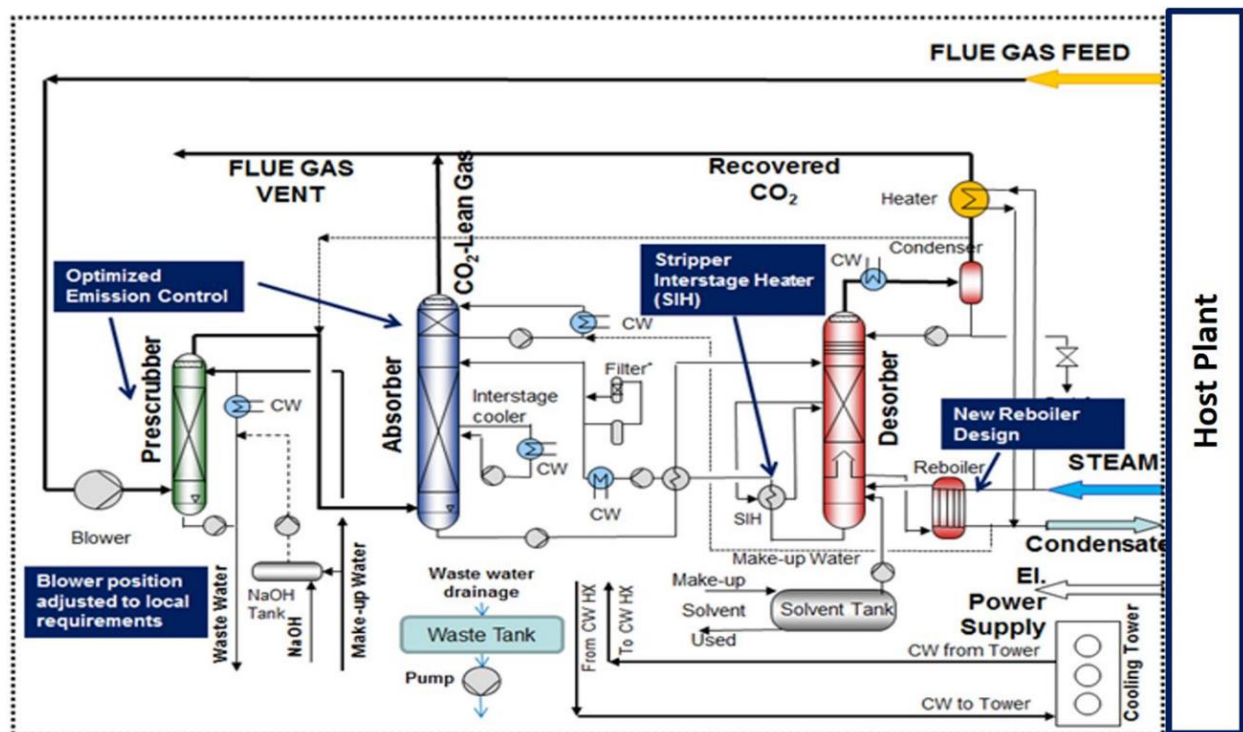 FLUE GAS FEED
Host Plant
FLUE GAS
VENT
CO₂-Lean Gas
Recovered
CO₂
Heater
Condenser
CW
Optimized
Emission Control
Stripper
Interstage Heater
(SIH)
Prescrubber
Absorber
Desorber
CW
CW
Filter*
Interstage
cooler
CW
CW
New Reboiler
Design
Reboiler
STEAM
SIH
Blower
Condensate
Make-up Water
Blower position
adjusted to local
requirements
NaOH
Tank
Waste Water
NaOH
Make-up Water
Waste water
drainage
Waste Tank
Pump
Make-up
Solvent
Used
Solvent Tank
El.
Power
Supply
From CW HX
To CW HX
CW from Tower
CW to Tower
Cooling Tower